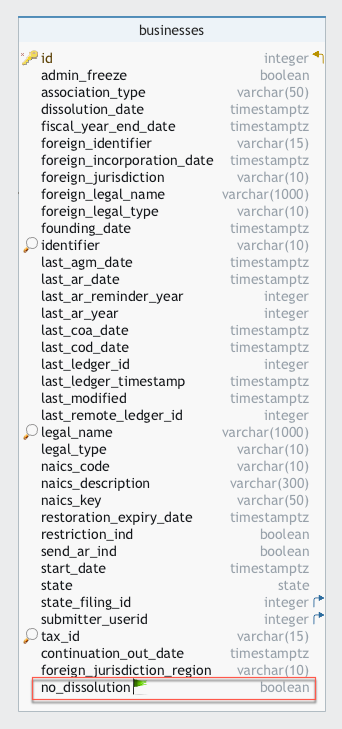 businesses
id integer
admin_freeze boolean
association_type varchar(50)
dissolution_date timestamptz
fiscal_year_end_date timestamptz
foreign_identifier varchar(15)
foreign_incorporation_date timestamptz
foreign_jurisdiction varchar(10)
foreign_legal_name varchar(1000)
foreign_legal_type varchar(10)
founding_date timestamptz
identifier varchar(10)
last_agm_date timestamptz
last_ar_date timestamptz
last_ar_reminder_year integer
last_ar_year integer
last_coa_date timestamptz
last_cod_date timestamptz
last_ledger_id integer
last_ledger_timestamp timestamptz
last_modified timestamptz
last_remote_ledger_id integer
legal_name varchar(1000)
legal_type varchar(10)
naics_code varchar(10)
naics_description varchar(300)
naics_key varchar(50)
restoration_expiry_date timestamptz
restriction_ind boolean
send_ar_ind boolean
start_date timestamptz
state state
state_filing_id integer
submitter_userid integer
tax_id varchar(15)
continuation_out_date timestamptz
foreign_jurisdiction_region varchar(10)
no_dissolution boolean